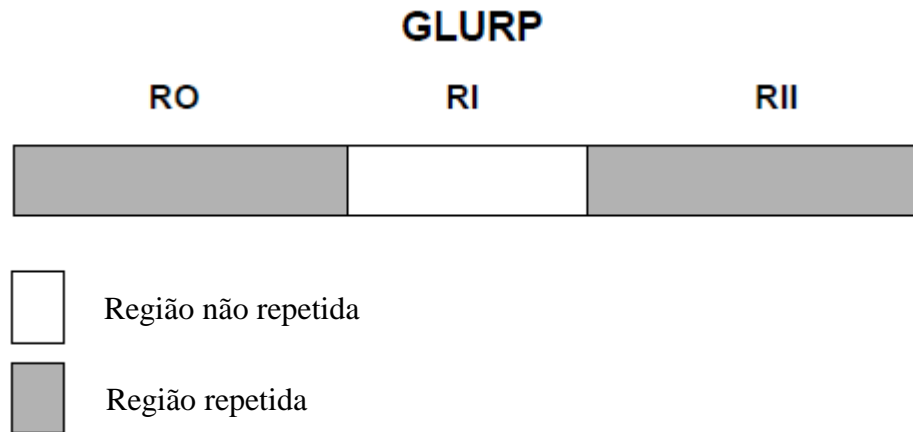 GLURP
RO RI RII
Região não repetida
Região repetida